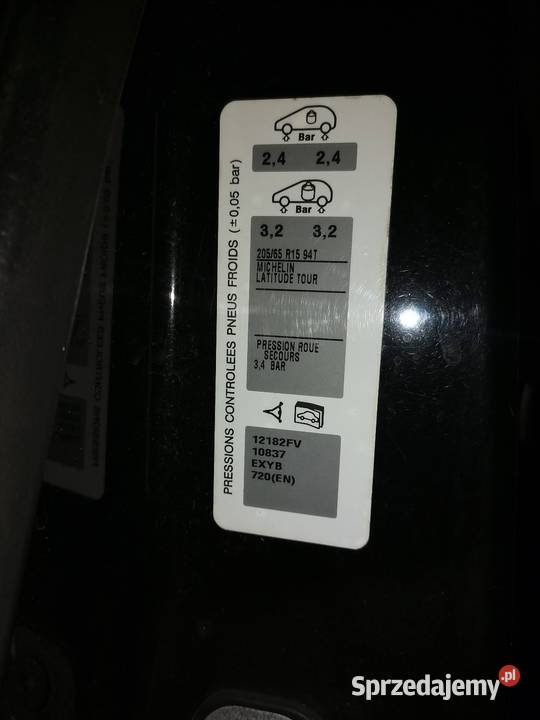 PRESSIONS CONTROLEES PNEUS FROIDS (±0,05 bar)
Bar
2,4 2,4
Bar
3,2 3,2
205/65 R15 94T
MICHELIN
LATITUDE TOUR
PRESSION ROUE
SECOURS
3,4 BAR
12182FV
10837
EXYB
720(EN)
Sprzedajemy.pl